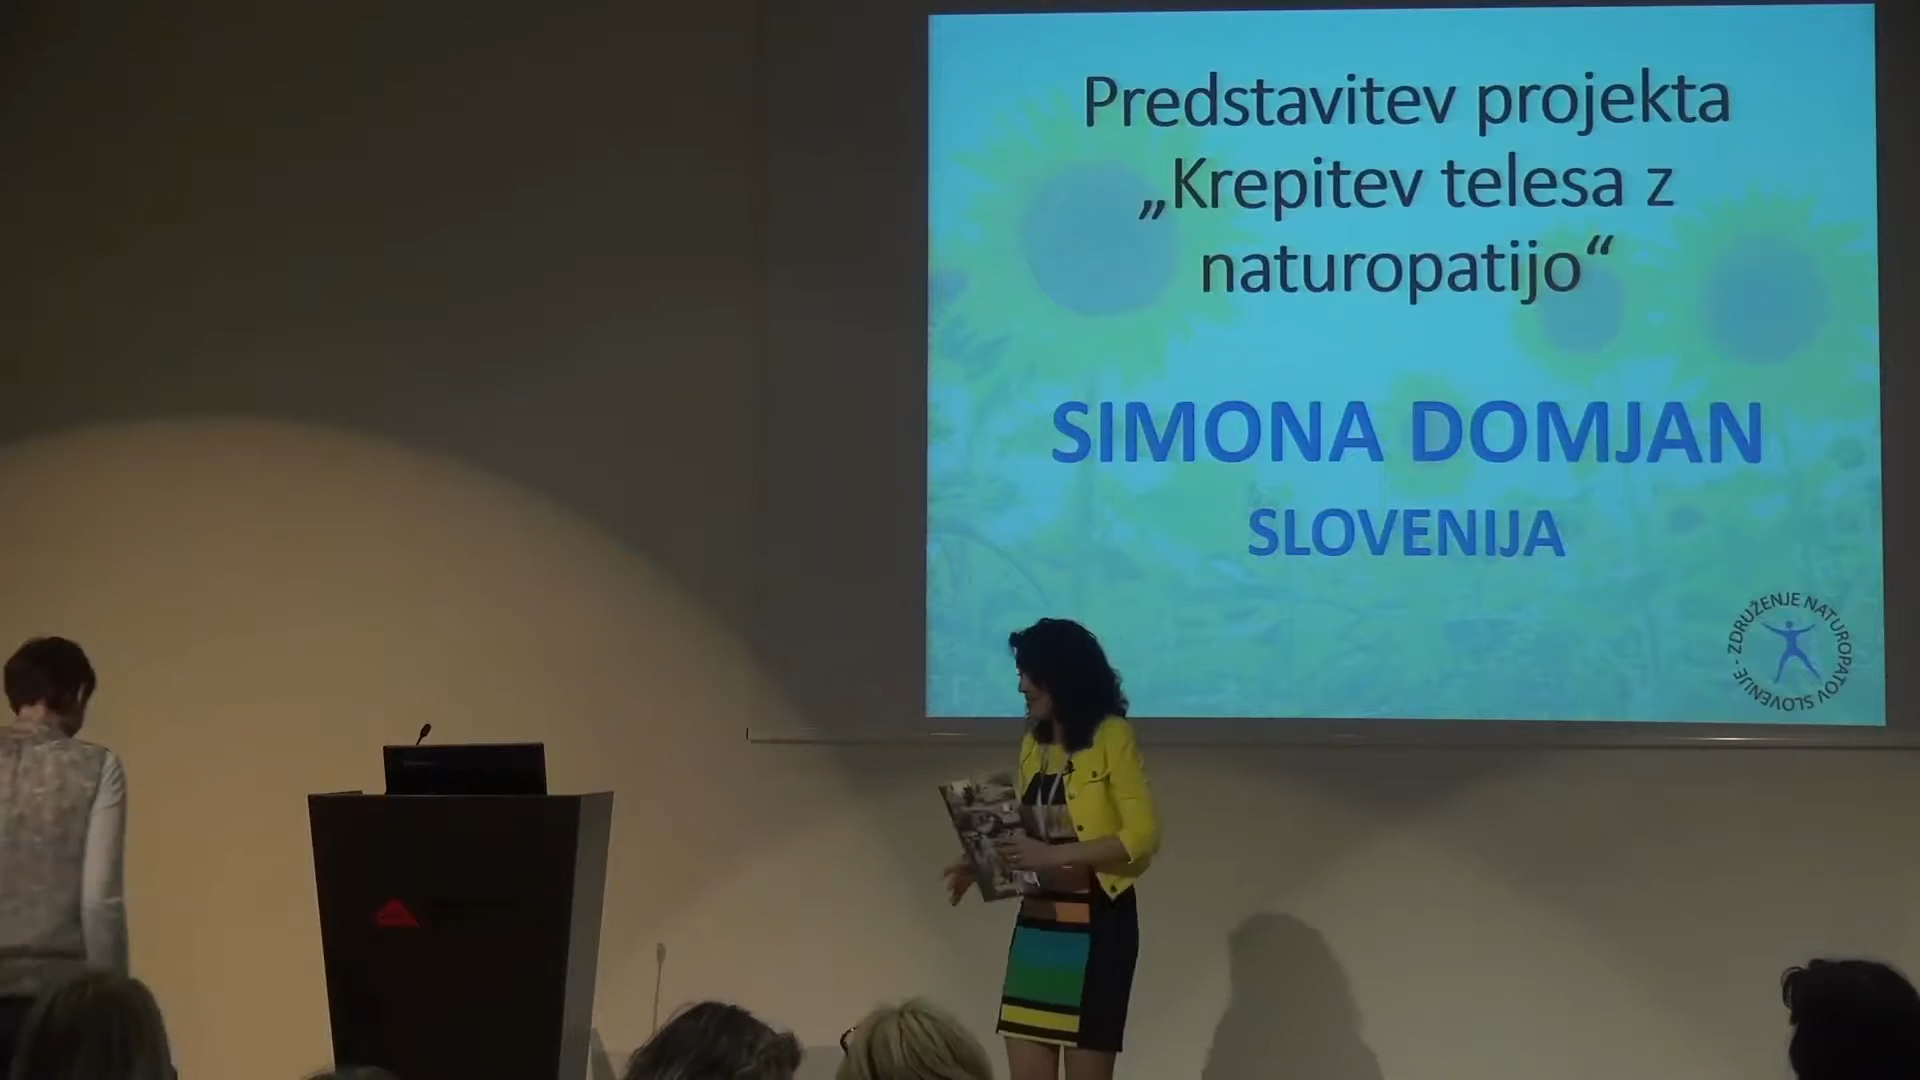 Predstavitev projekta
„Krepitev telesa z
naturopatijo“
SIMONA DOMJAN
SLOVENIJA
ZDRUŽENJE NATUROPATOV SLOVENIJE -